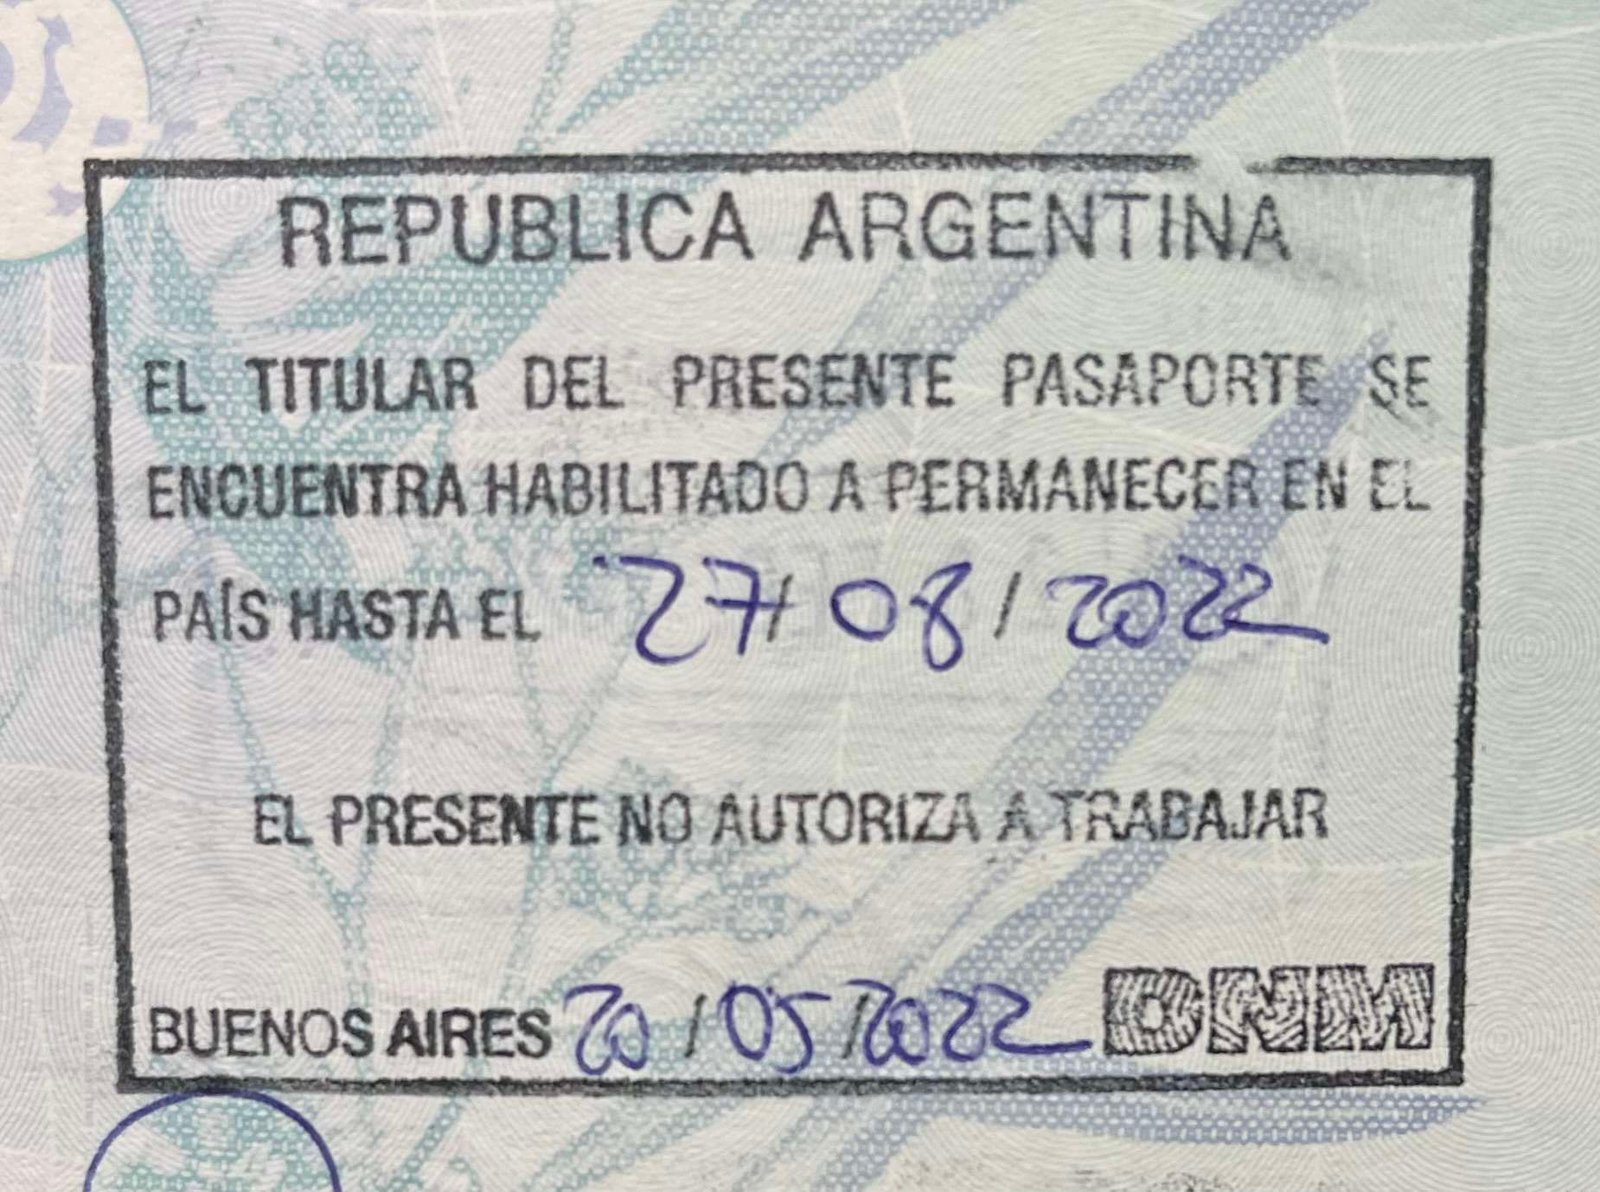 REPUBLICA ARGENTINA
EL TITULAR DEL PRESENTE PASAPORTE SE
ENCUENTRA HABILITADO A PERMANECER EN EL
PAÍS HASTA EL 27/08/2022
EL PRESENTE NO AUTORIZA A TRABAJAR
BUENOS AIRES 20/05/2022 DNM